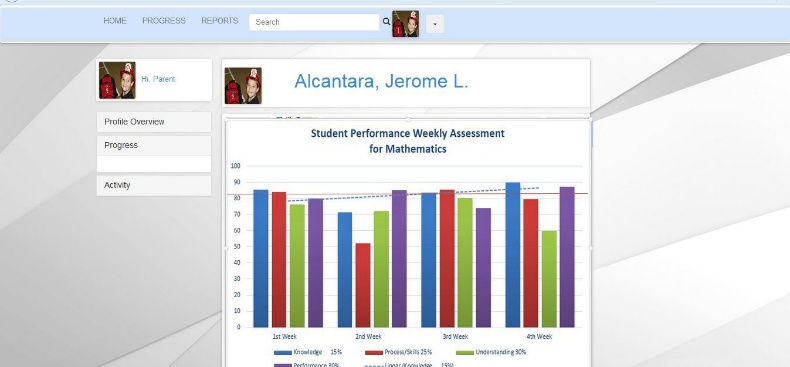 HOME PROGRESS REPORTS Search
Hi, Parent
Alcantara, Jerome L.
Profile Overview
Progress
Activity
Student Performance Weekly Assessment
for Mathematics
100
90
80
70
60
50
40
30
20
10
0
1st Week 2nd Week 3rd Week 4th Week
Knowledge 15% Process/Skills 25% Understanding 30%
Performance 30% Linear (Knowledge 15%)